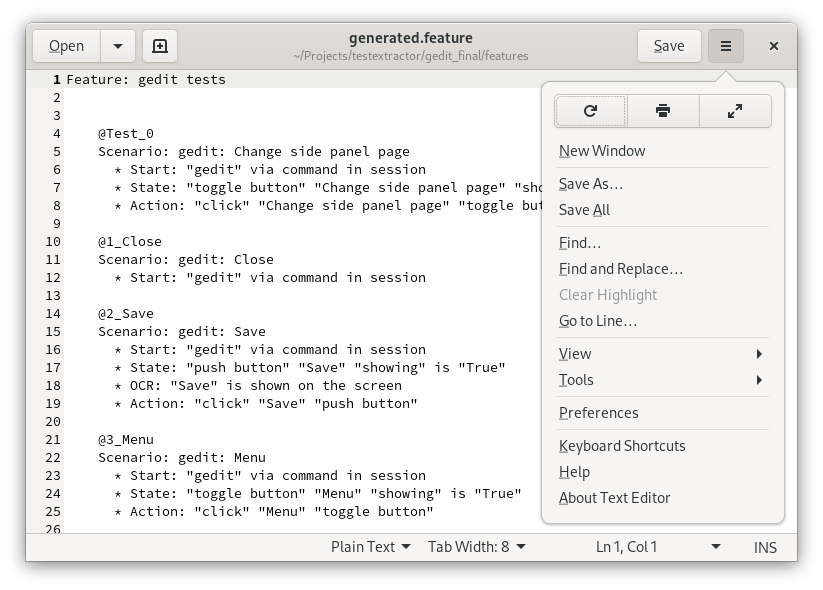 Open
generated.feature
~/Projects/testextractor/gedit_final/features
Save
1 Feature: gedit tests
2
3
4 @Test_0
5 Scenario: gedit: Change side panel page
6 * Start: "gedit" via command in session
7 * State: "toggle button" "Change side panel page" "sho
8 * Action: "click" "Change side panel page" "toggle but
9
10 @1_Close
11 Scenario: gedit: Close
12 * Start: "gedit" via command in session
13
14 @2_Save
15 Scenario: gedit: Save
16 * Start: "gedit" via command in session
17 * State: "push button" "Save" "showing" is "True"
18 * OCR: "Save" is shown on the screen
19 * Action: "click" "Save" "push button"
20
21 @3_Menu
22 Scenario: gedit: Menu
23 * Start: "gedit" via command in session
24 * State: "toggle button" "Menu" "showing" is "True"
25 * Action: "click" "Menu" "toggle button"
26
New Window
Save As…
Save All
Find…
Find and Replace…
Clear Highlight
Go to Line…
View
Tools
Preferences
Keyboard Shortcuts
Help
About Text Editor
Plain Text Tab Width: 8 Ln 1, Col 1 INS